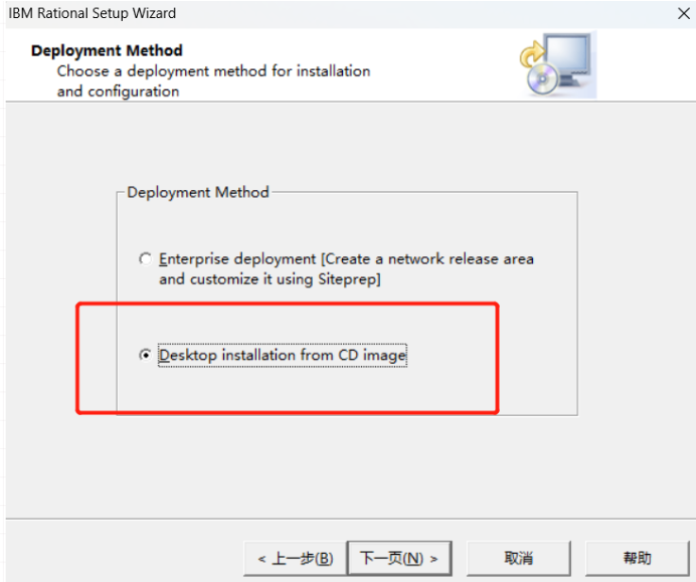 IBM Rational Setup Wizard
Deployment Method
Choose a deployment method for installation
and configuration
Deployment Method
Enterprise deployment [Create a network release area
and customize it using Siteprep]
Desktop installation from CD image
< 上一步(B) 下一页(N) > 取消 帮助